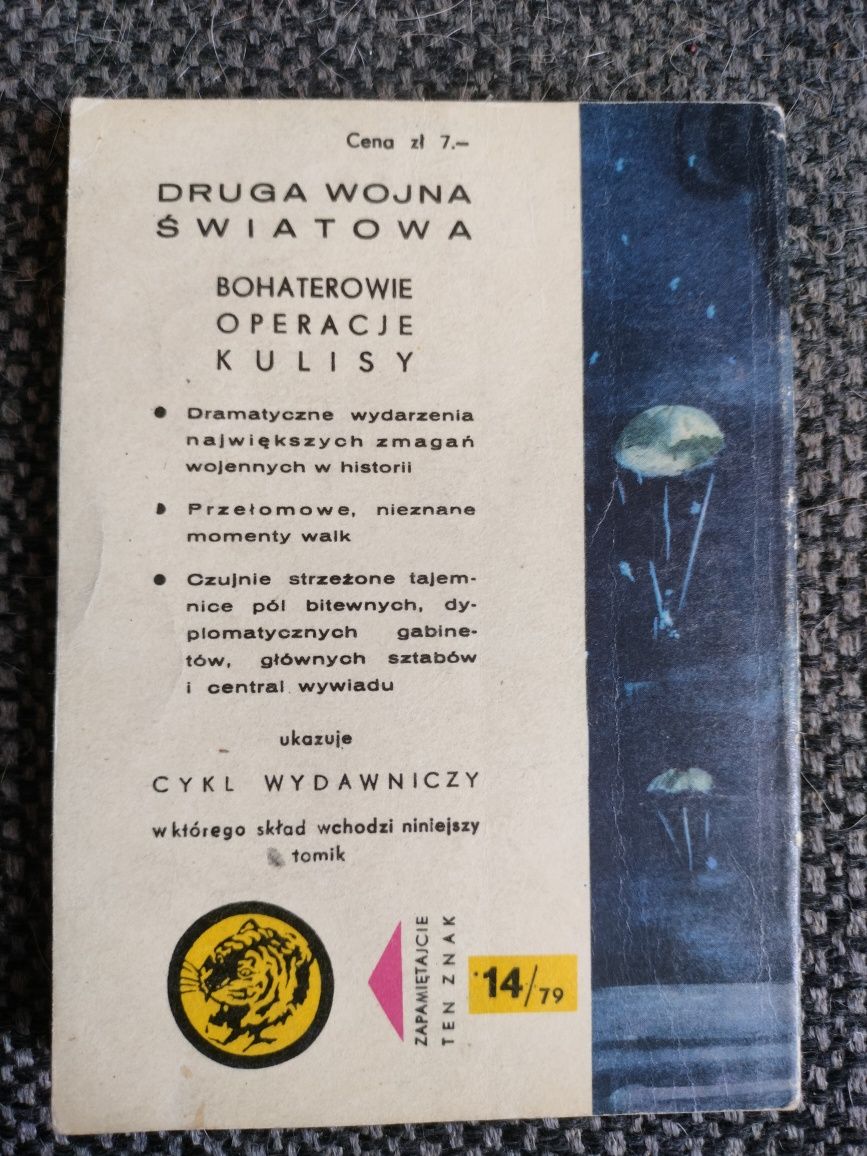 Cena zł 7.–
DRUGA WOJNA
ŚWIATOWA
BOHATEROWIE
OPERACJE
KULISY
● Dramatyczne wydarzenia
największych zmagań
wojennych w historii
● Przełomowe, nieznane
momenty walk
● Czujnie strzeżone tajem-
nice pól bitewnych, dy-
plomatycznych gabine-
tów, głównych sztabów
i central wywiadu
ukazuje
CYKL WYDAWNICZY
w którego skład wchodzi niniejszy
tomik
ZAPAMIĘTAJCIE
TEN ZNAK
14/79